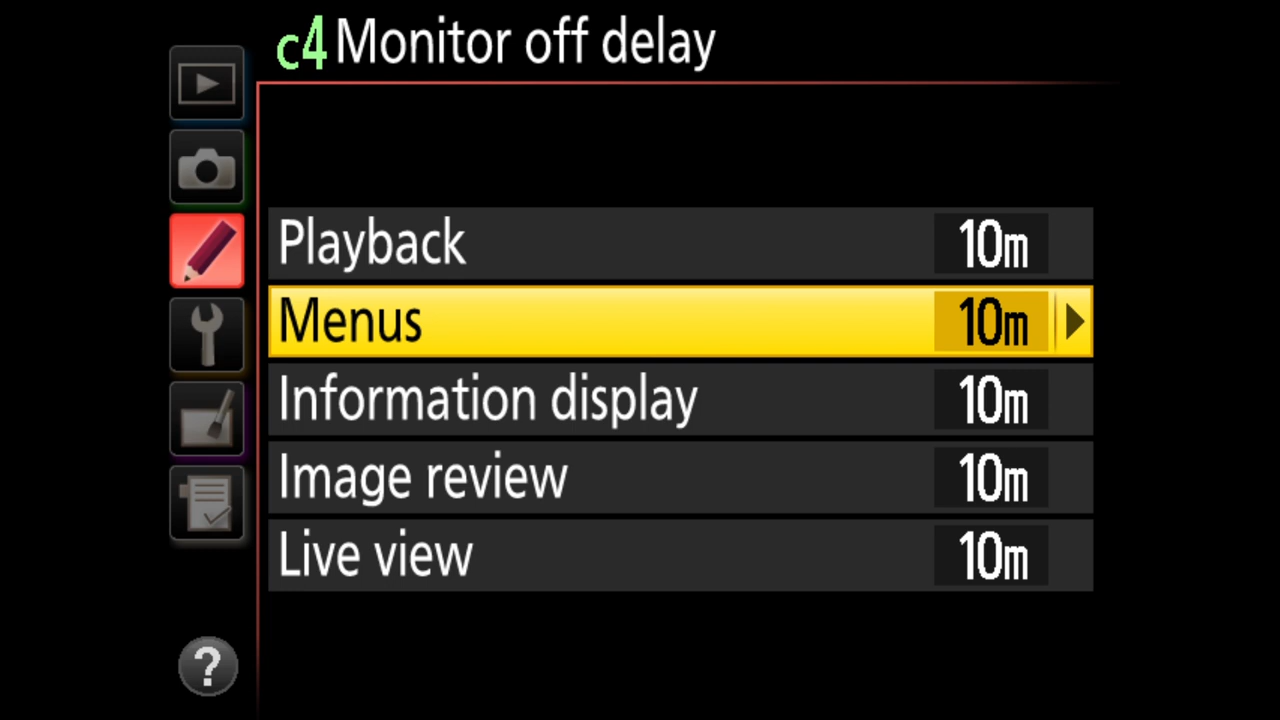 c4 Monitor off delay
Playback 10m
Menus 10m
Information display 10m
Image review 10m
Live view 10m
?